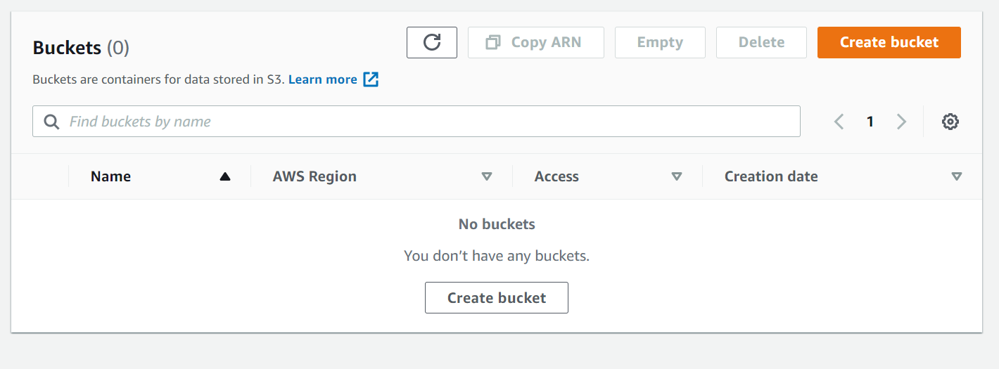 Buckets (0)
Copy ARN
Empty
Delete
Create bucket
Buckets are containers for data stored in S3. Learn more
Find buckets by name
1
Name
AWS Region
Access
Creation date
No buckets
You don’t have any buckets.
Create bucket